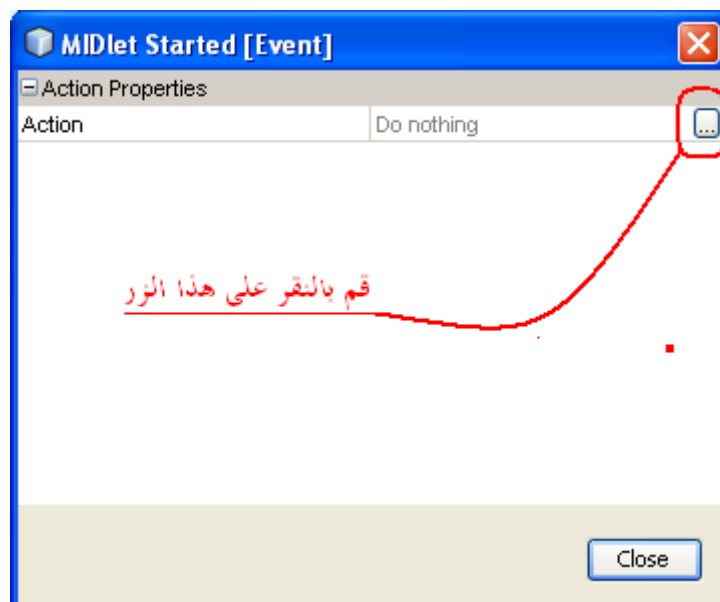 MIDlet Started [Event]
Action Properties
Action Do nothing ...
قم بالنقر على هذا الزر
Close